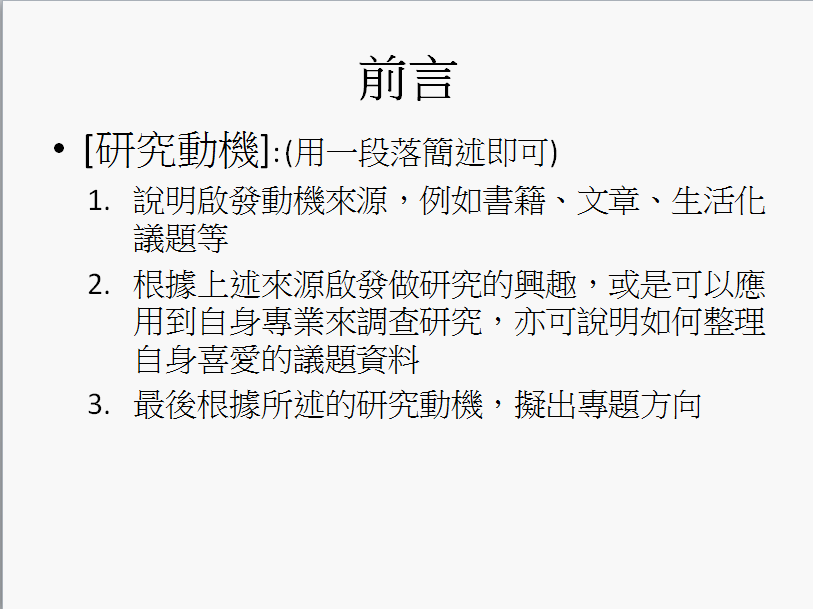 前言
• [研究動機]:(用一段落簡述即可)
1. 說明啟發動機來源，例如書籍、文章、生活化
議題等
2. 根據上述來源啟發做研究的興趣，或是可以應
用到自身專業來調查研究，亦可說明如何整理
自身喜愛的議題資料
3. 最後根據所述的研究動機，擬出專題方向